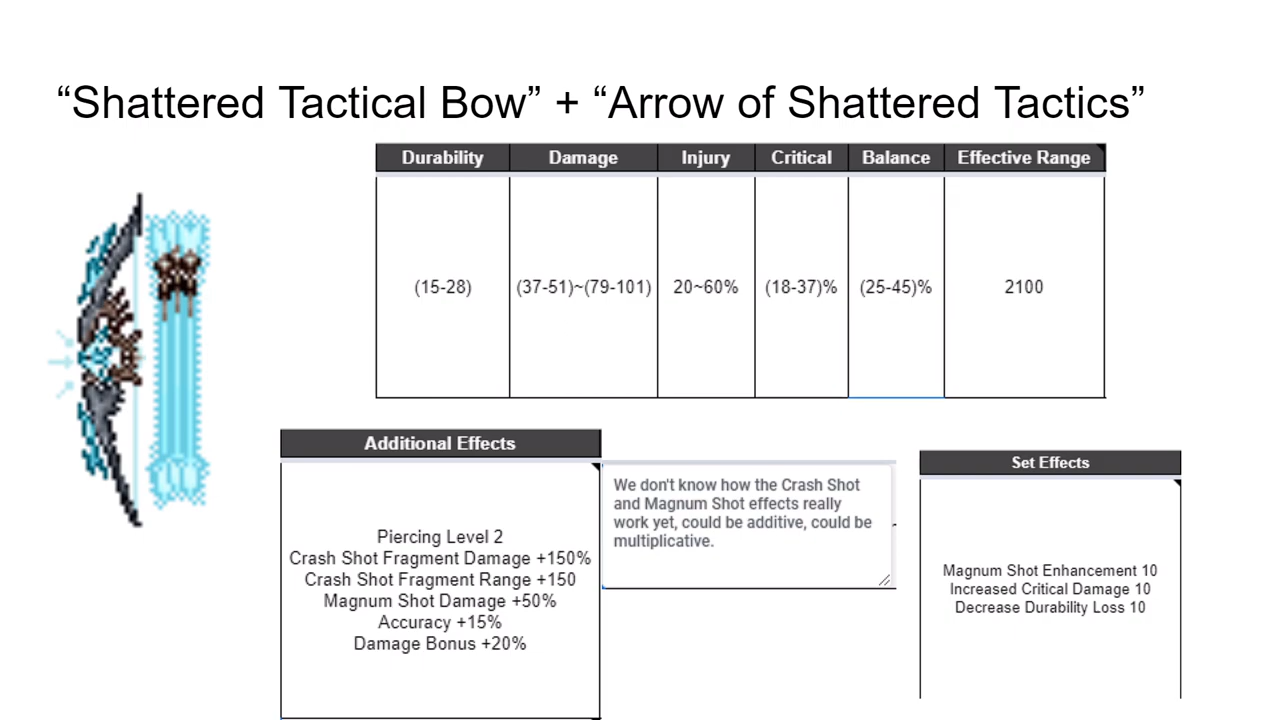 “Shattered Tactical Bow” + “Arrow of Shattered Tactics”
Durability Damage Injury Critical Balance Effective Range
(15-28) (37-51)~(79-101) 20~60% (18-37)% (25-45)% 2100
Additional Effects
Piercing Level 2
Crash Shot Fragment Damage +150%
Crash Shot Fragment Range +150
Magnum Shot Damage +50%
Accuracy +15%
Damage Bonus +20%
We don't know how the Crash Shot
and Magnum Shot effects really
work yet, could be additive, could be
multiplicative.
Set Effects
Magnum Shot Enhancement 10
Increased Critical Damage 10
Decrease Durability Loss 10